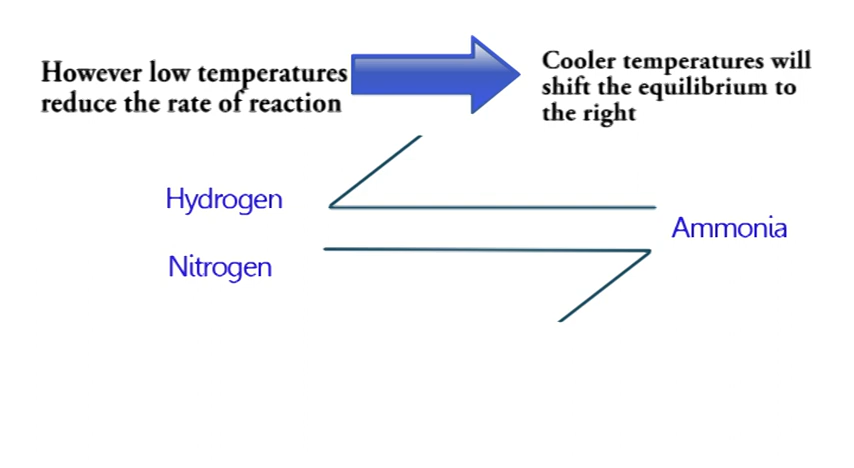 However low temperatures
reduce the rate of reaction
Cooler temperatures will
shift the equilibrium to
the right
Hydrogen
Nitrogen
Ammonia